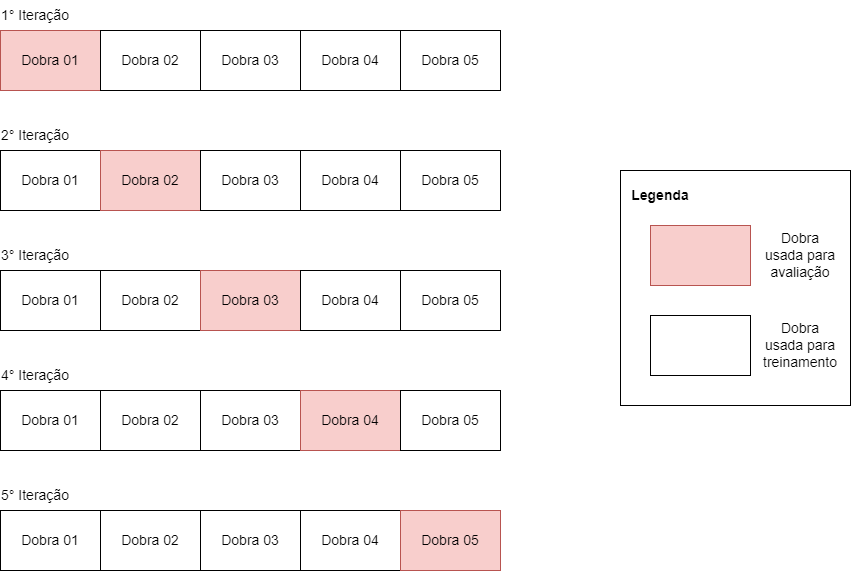 1° Iteração
Dobra 01 Dobra 02 Dobra 03 Dobra 04 Dobra 05
2° Iteração
Dobra 01 Dobra 02 Dobra 03 Dobra 04 Dobra 05
3° Iteração
Dobra 01 Dobra 02 Dobra 03 Dobra 04 Dobra 05
4° Iteração
Dobra 01 Dobra 02 Dobra 03 Dobra 04 Dobra 05
5° Iteração
Dobra 01 Dobra 02 Dobra 03 Dobra 04 Dobra 05
Legenda
Dobra
usada para
avaliação
Dobra
usada para
treinamento